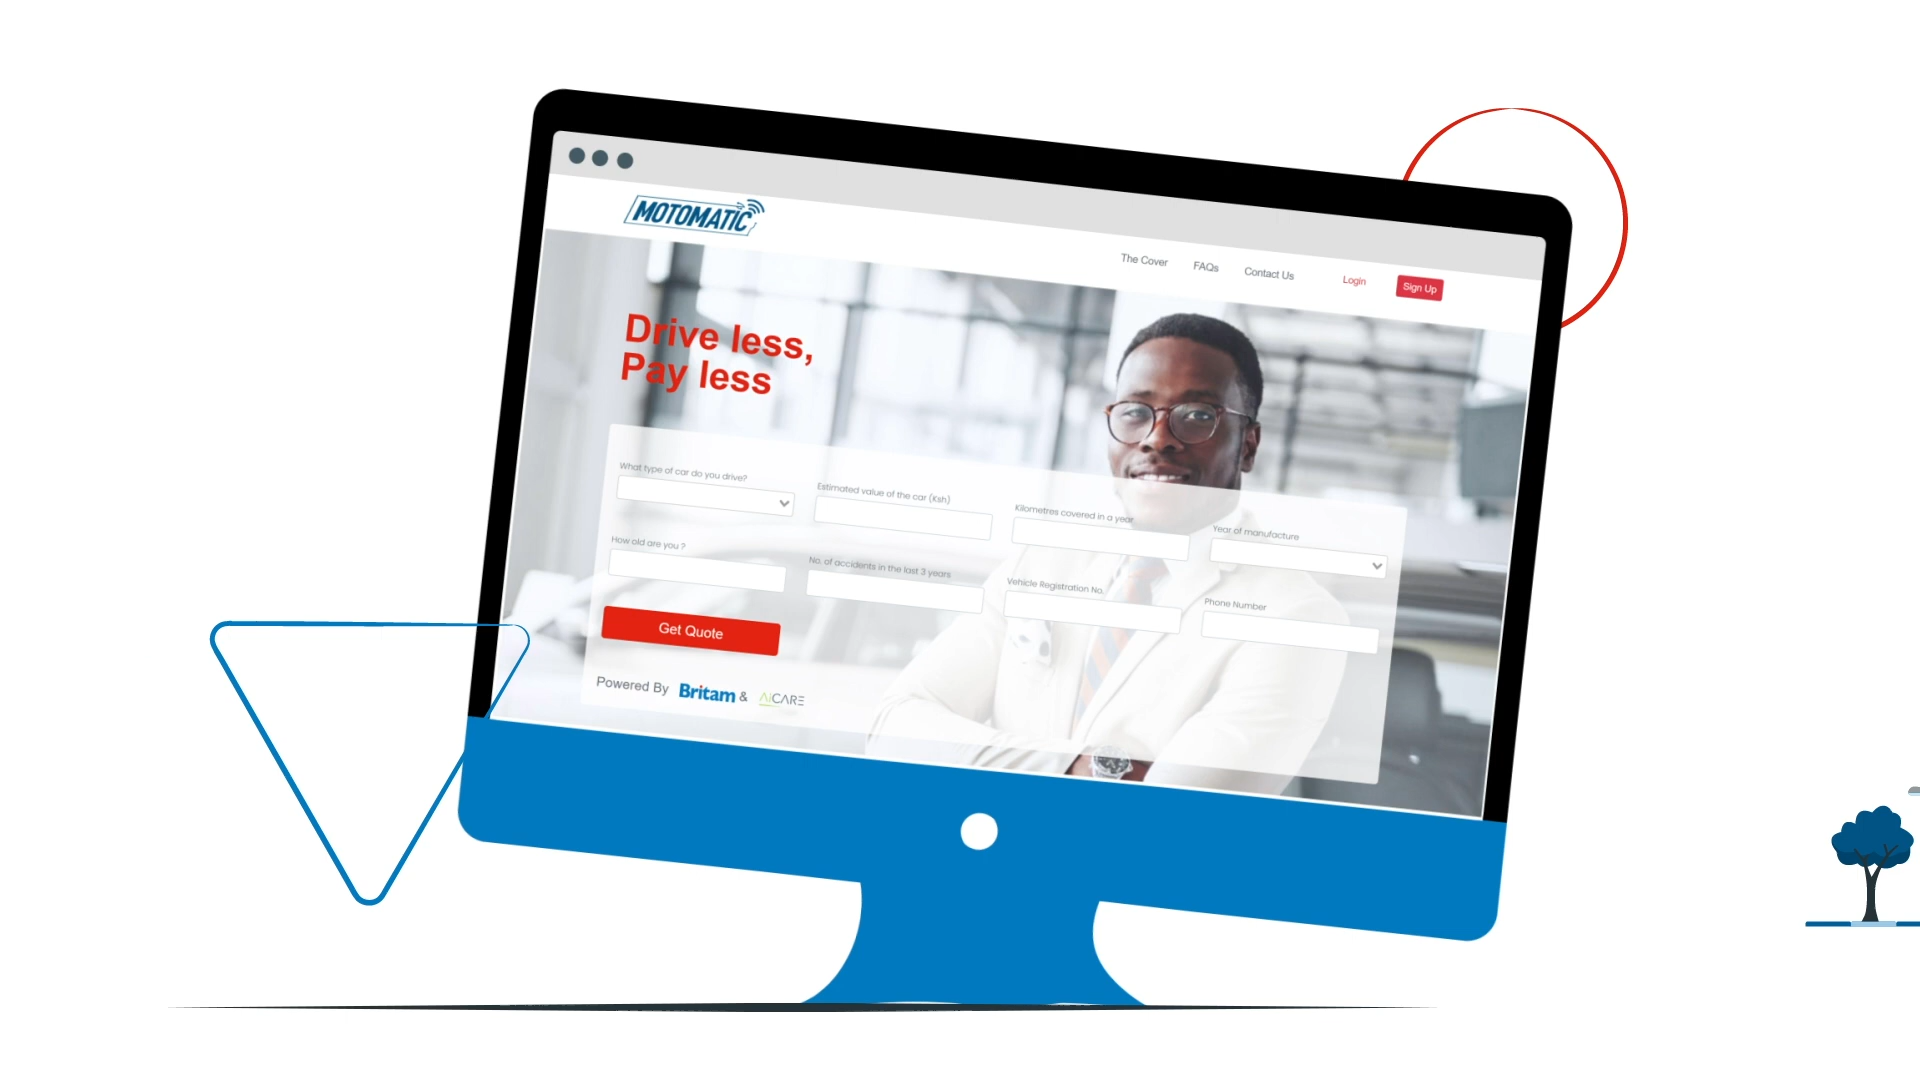 MOTOMATIC
The Cover
FAQs
Contact Us
Login
Sign Up
Drive less,
Pay less
What type of car do you drive?
Estimated value of the car (Ksh)
Kilometres covered in a year
Year of manufacture
How old are you ?
No. of accidents in the last 3 years
Vehicle Registration No.
Phone Number
Get Quote
Powered By Britam & AiCARE